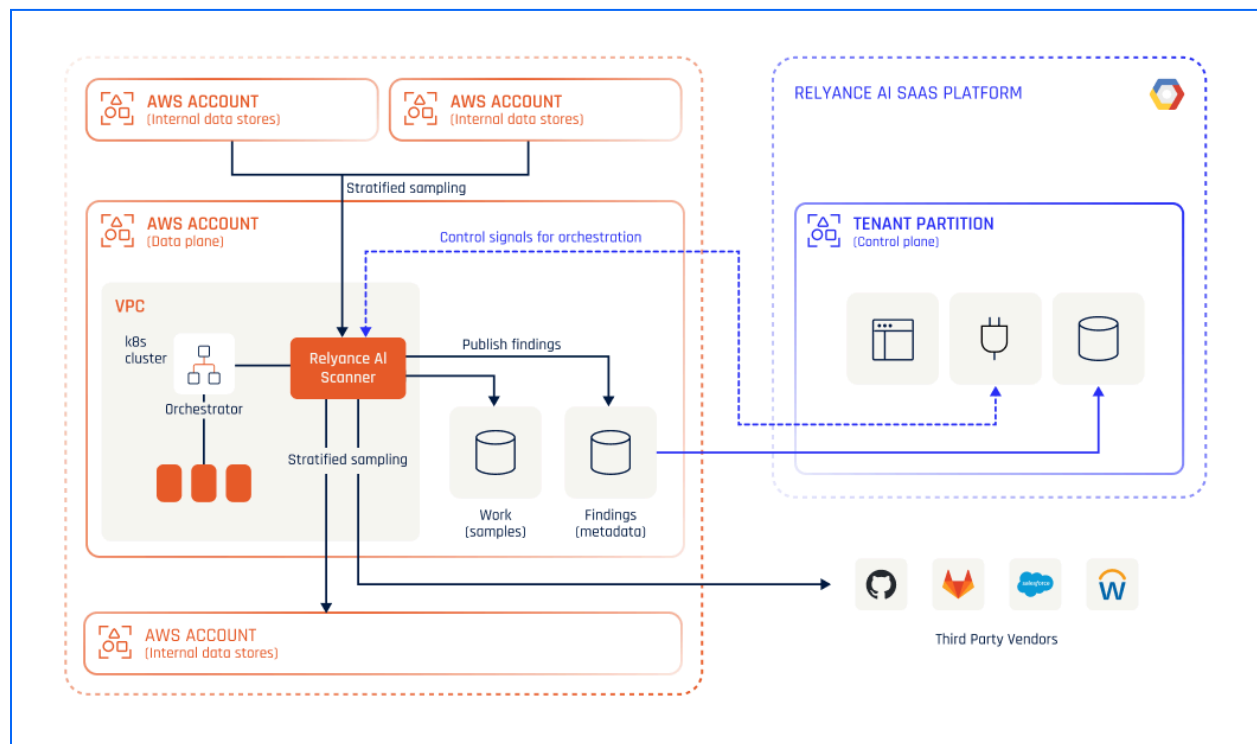 AWS ACCOUNT
(Internal data stores)
AWS ACCOUNT
(Internal data stores)
RELYANCE AI SAAS PLATFORM
Stratified sampling
AWS ACCOUNT
(Data plane)
Control signals for orchestration
TENANT PARTITION
(Control plane)
VPC
k8s
cluster
Orchestrator
Relyance AI
Scanner
Publish findings
Stratified sampling
Work
(samples)
Findings
(metadata)
AWS ACCOUNT
(Internal data stores)
salesforce
W
Third Party Vendors